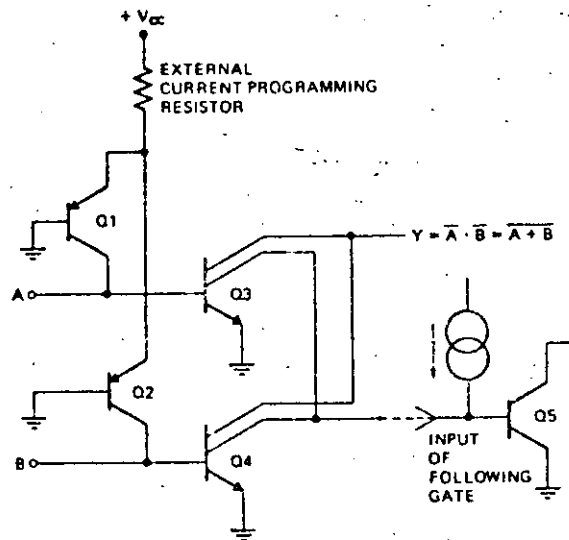 + Vcc
EXTERNAL
CURRENT PROGRAMMING
RESISTOR
Q1
Y = A̅ · B̅ = A̅+̅B̅
A
Q3
Q2
B
Q4
Q5
INPUT
OF
FOLLOWING
GATE